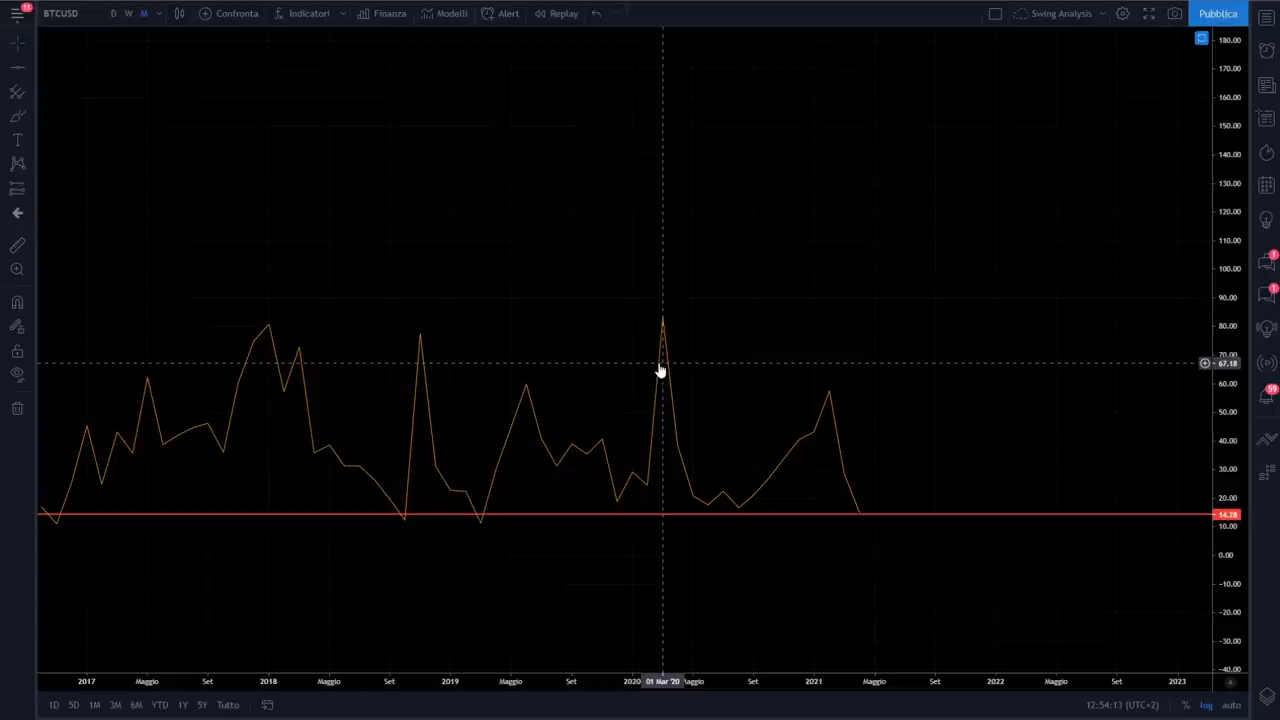 11
BTCUSD
D W M
Confronta
Indicatori
Finanza
Modelli
Alert
Replay
Swing Analysis
Pubblica
180.00
170.00
160.00
150.00
140.00
130.00
120.00
110.00
100.00
90.00
80.00
70.00
67.18
60.00
50.00
40.00
30.00
20.00
14.28
10.00
0.00
-10.00
-20.00
-30.00
-40.00
1
1
59
2017 Maggio Set 2018 Maggio Set 2019 Maggio Set 2020 01 Mar '20 Maggio Set 2021 Maggio Set 2022 Maggio Set 2023
A
1D 5D 1M 3M 6M YTD 1Y 5Y Tutto
12:54:13 (UTC+2) % log auto